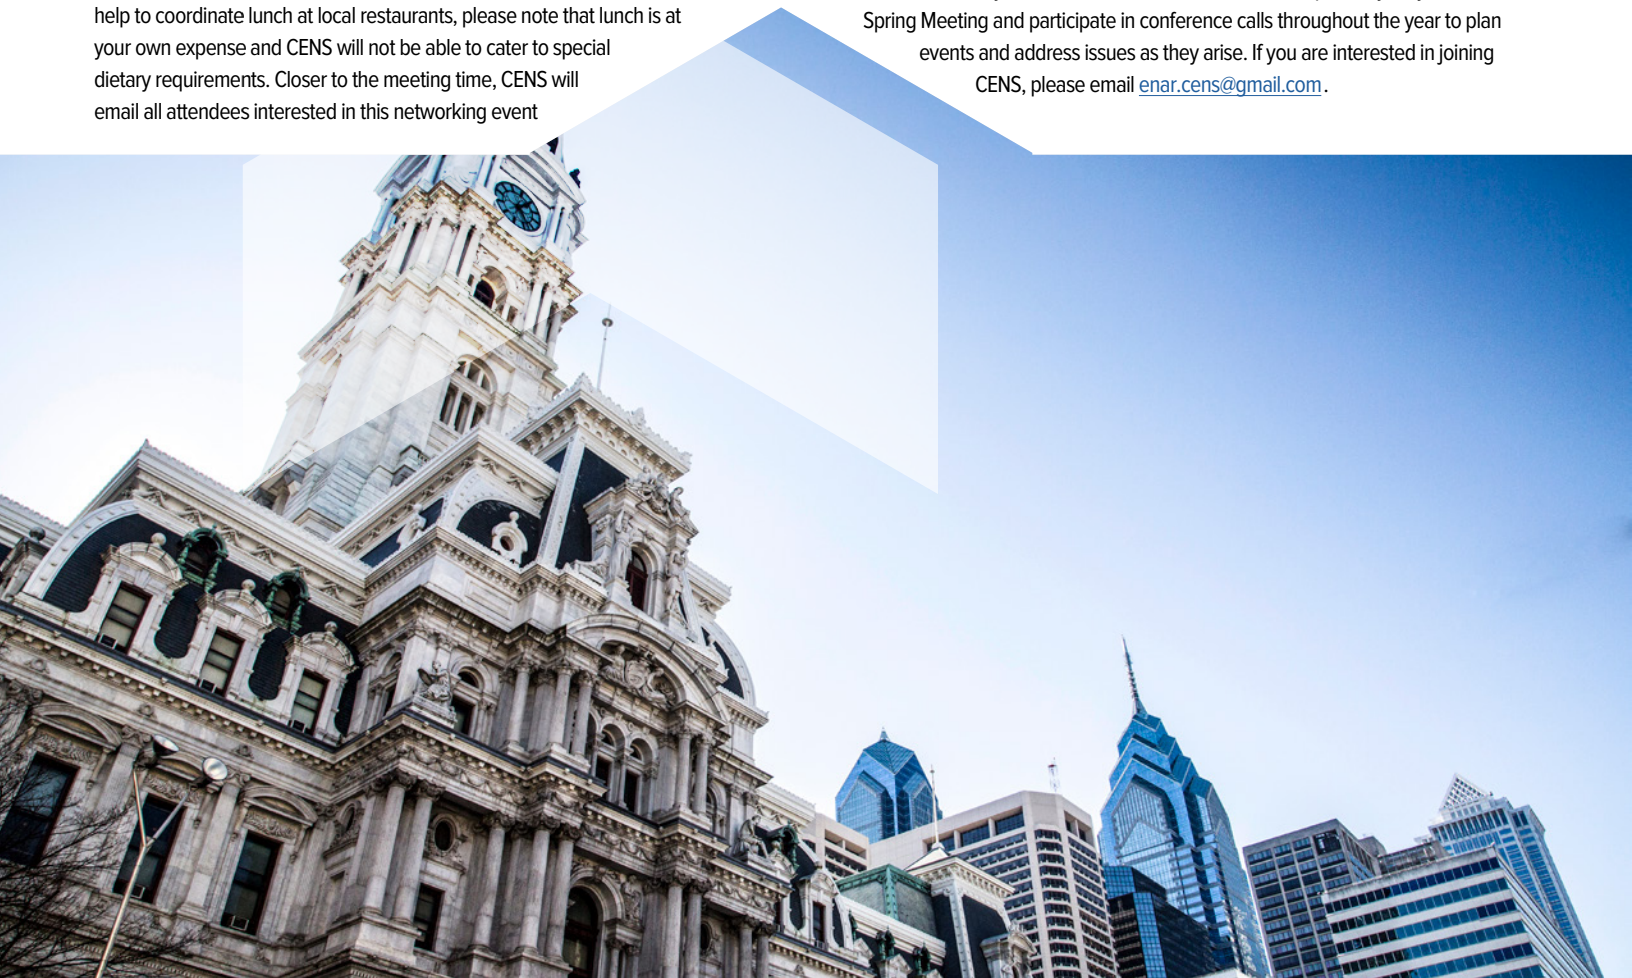 help to coordinate lunch at local restaurants, please note that lunch is at
your own expense and CENS will not be able to cater to special
dietary requirements. Closer to the meeting time, CENS will
email all attendees interested in this networking event
Spring Meeting and participate in conference calls throughout the year to plan
events and address issues as they arise. If you are interested in joining
CENS, please email enar.cens@gmail.com.